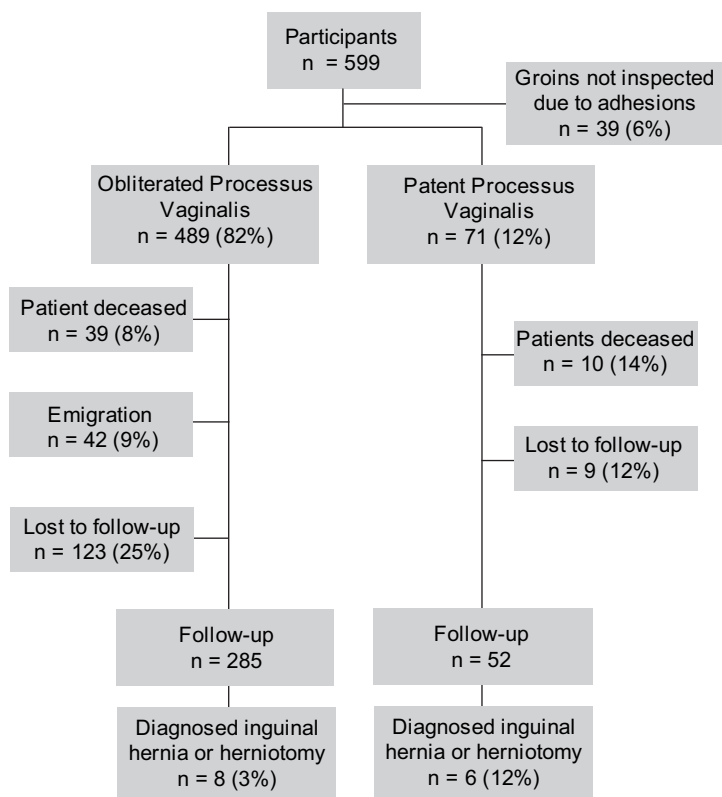 Participants
n = 599
Groins not inspected
due to adhesions
n = 39 (6%)
Obliterated Processus
Vaginalis
n = 489 (82%)
Patent Processus
Vaginalis
n = 71 (12%)
Patient deceased
n = 39 (8%)
Patients deceased
n = 10 (14%)
Emigration
n = 42 (9%)
Lost to follow-up
n = 9 (12%)
Lost to follow-up
n = 123 (25%)
Follow-up
n = 285
Follow-up
n = 52
Diagnosed inguinal
hernia or herniotomy
n = 8 (3%)
Diagnosed inguinal
hernia or herniotomy
n = 6 (12%)